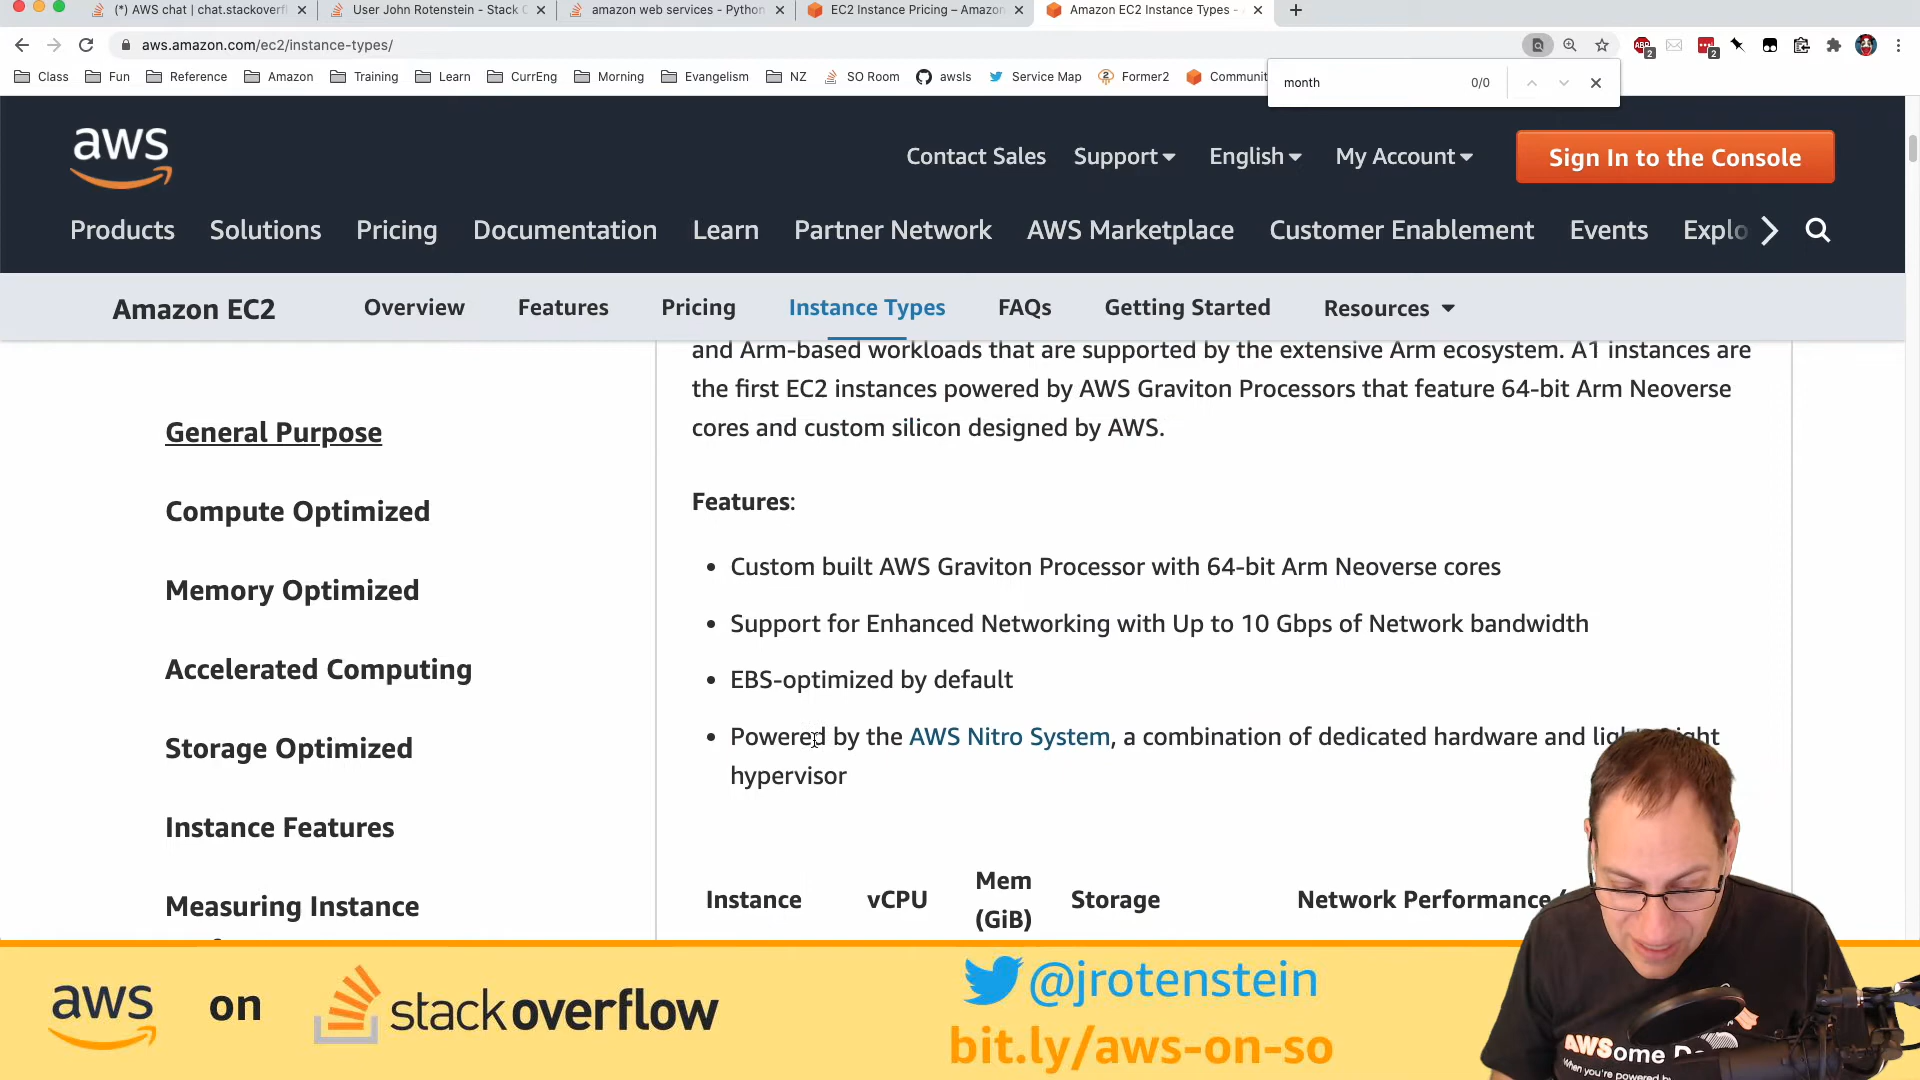 (*) AWS chat | chat.stackoverfl
User John Rotenstein - Stack O
amazon web services - Python
EC2 Instance Pricing – Amazon
Amazon EC2 Instance Types -
aws.amazon.com/ec2/instance-types/
Class
Fun
Reference
Amazon
Training
Learn
CurrEng
Morning
Evangelism
NZ
SO Room
awsls
Service Map
Former2
Communit
month
0/0
aws
Contact Sales
Support
English
My Account
Sign In to the Console
Products
Solutions
Pricing
Documentation
Learn
Partner Network
AWS Marketplace
Customer Enablement
Events
Explo
Amazon EC2
Overview
Features
Pricing
Instance Types
FAQs
Getting Started
Resources
General Purpose
Compute Optimized
Memory Optimized
Accelerated Computing
Storage Optimized
Instance Features
Measuring Instance
and Arm-based workloads that are supported by the extensive Arm ecosystem. A1 instances are
the first EC2 instances powered by AWS Graviton Processors that feature 64-bit Arm Neoverse
cores and custom silicon designed by AWS.
Features:
• Custom built AWS Graviton Processor with 64-bit Arm Neoverse cores
• Support for Enhanced Networking with Up to 10 Gbps of Network bandwidth
• EBS-optimized by default
• Powered by the AWS Nitro System, a combination of dedicated hardware and lightweight
hypervisor
Instance
vCPU
Mem
(GiB)
Storage
Network Performance
aws on stackoverflow
@jrotenstein
bit.ly/aws-on-so
AWSome D
When you're powered by